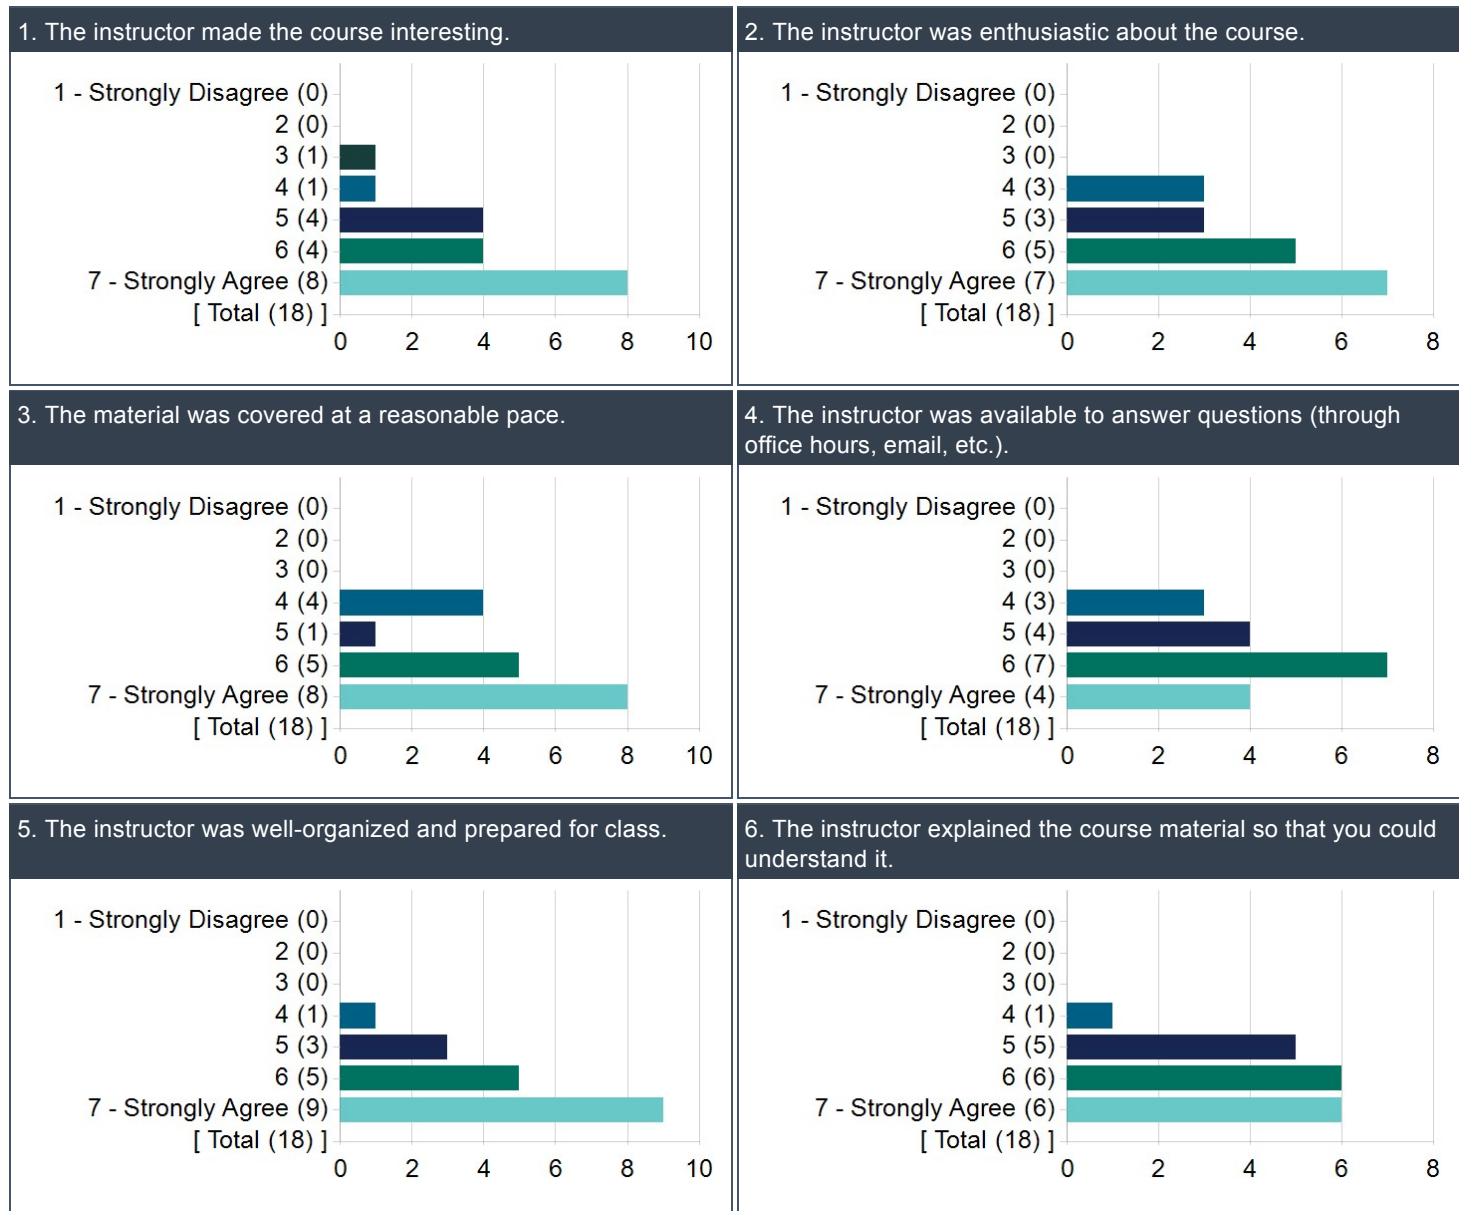 1. The instructor made the course interesting.
1 - Strongly Disagree (0)
2 (0)
3 (1)
4 (1)
5 (4)
6 (4)
7 - Strongly Agree (8)
[ Total (18) ]
0 2 4 6 8 10
2. The instructor was enthusiastic about the course.
1 - Strongly Disagree (0)
2 (0)
3 (0)
4 (3)
5 (3)
6 (5)
7 - Strongly Agree (7)
[ Total (18) ]
0 2 4 6 8
3. The material was covered at a reasonable pace.
1 - Strongly Disagree (0)
2 (0)
3 (0)
4 (4)
5 (1)
6 (5)
7 - Strongly Agree (8)
[ Total (18) ]
0 2 4 6 8 10
4. The instructor was available to answer questions (through
office hours, email, etc.).
1 - Strongly Disagree (0)
2 (0)
3 (0)
4 (3)
5 (4)
6 (7)
7 - Strongly Agree (4)
[ Total (18) ]
0 2 4 6 8
5. The instructor was well-organized and prepared for class.
1 - Strongly Disagree (0)
2 (0)
3 (0)
4 (1)
5 (3)
6 (5)
7 - Strongly Agree (9)
[ Total (18) ]
0 2 4 6 8 10
6. The instructor explained the course material so that you could
understand it.
1 - Strongly Disagree (0)
2 (0)
3 (0)
4 (1)
5 (5)
6 (6)
7 - Strongly Agree (6)
[ Total (18) ]
0 2 4 6 8